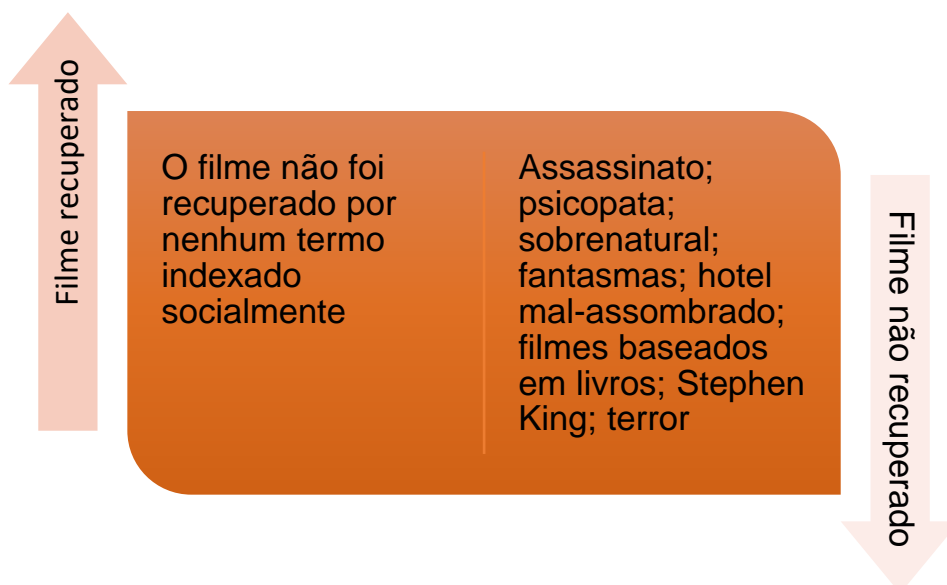 Filme recuperado
O filme não foi
recuperado por
nenhum termo
indexado
socialmente
Assassinato;
psicopata;
sobrenatural;
fantasmas; hotel
mal-assombrado;
filmes baseados
em livros; Stephen
King; terror
Filme não recuperado